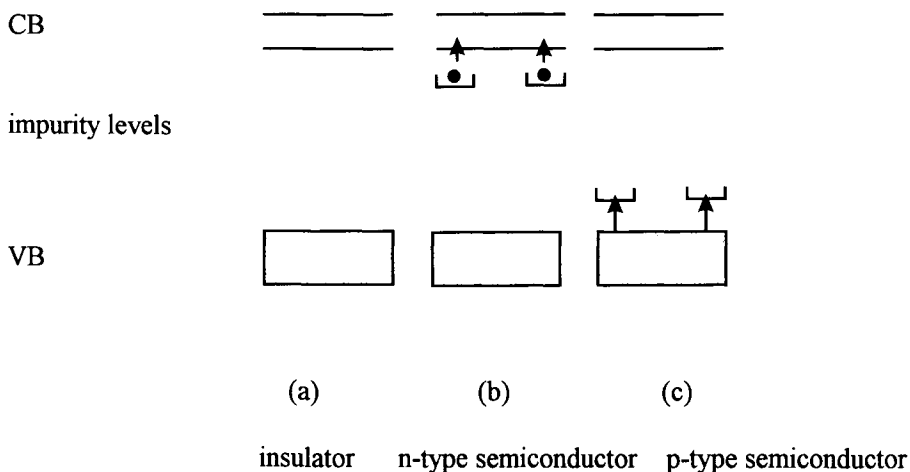 CB
impurity levels
VB
(a) (b) (c)
insulator n-type semiconductor p-type semiconductor